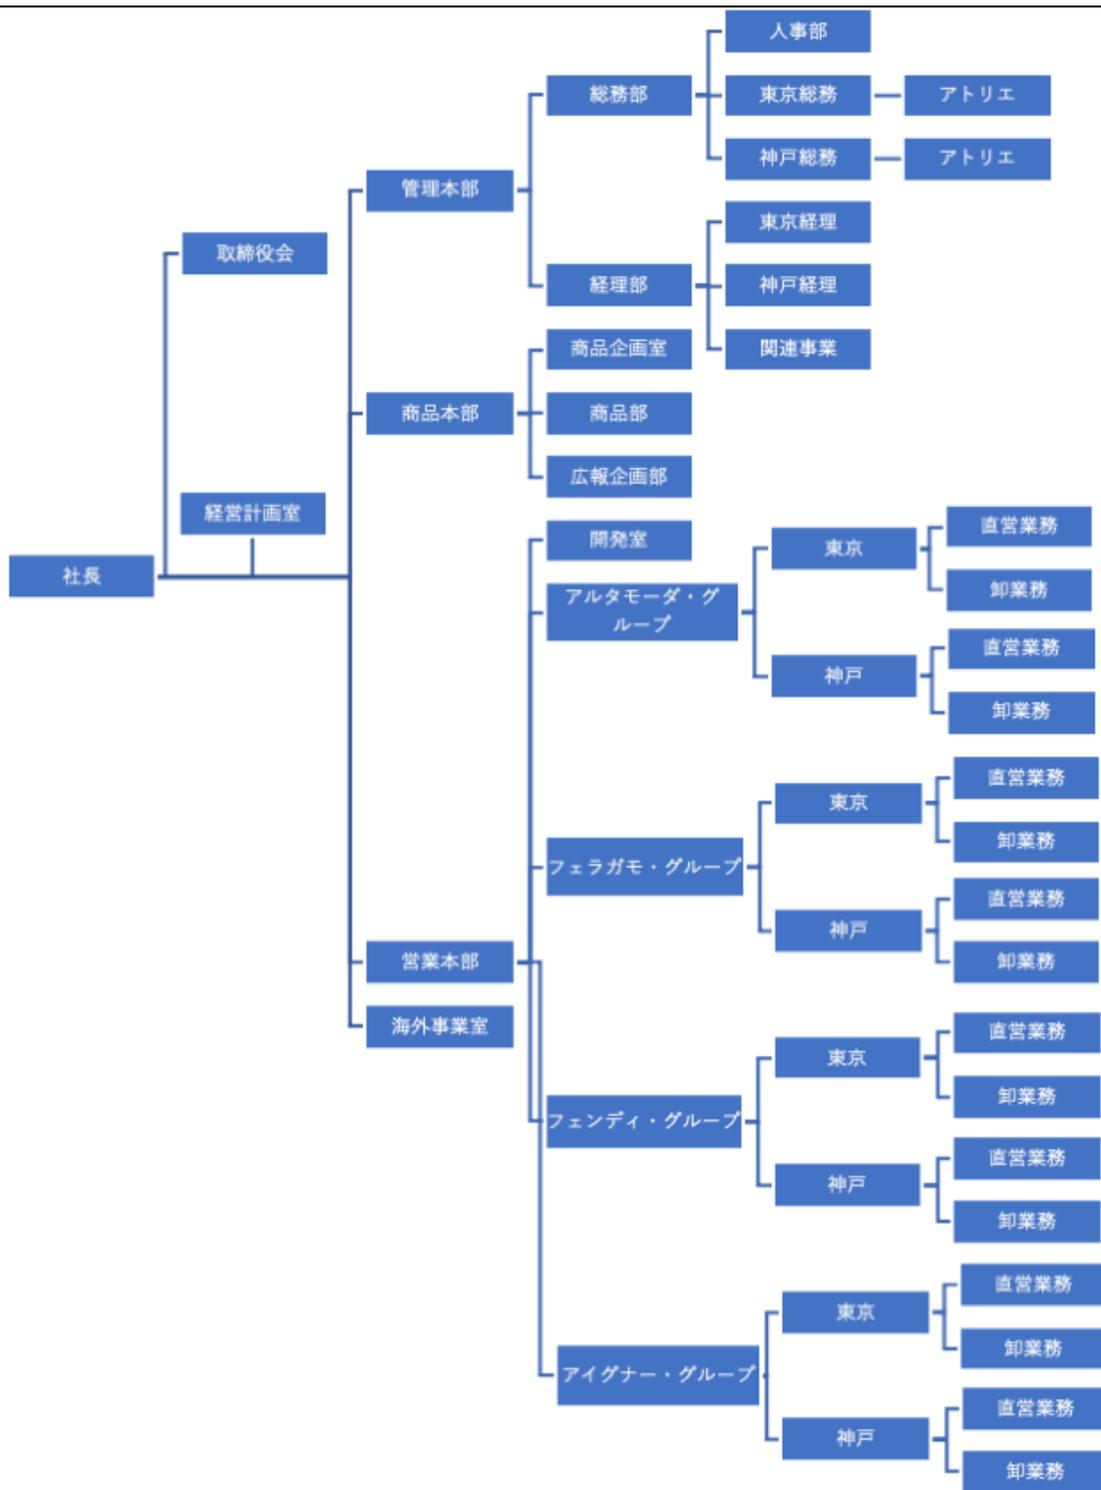 人事部
総務部
東京総務
アトリエ
神戸総務
アトリエ
管理本部
東京経理
取締役会
経理部
神戸経理
商品企画室
関連事業
商品本部
商品部
広報企画部
経営計画室
社長
開発室
アルタモーダ・グ
ループ
東京
直営業務
卸業務
神戸
直営業務
卸業務
フェラガモ・グループ
東京
直営業務
卸業務
神戸
直営業務
卸業務
営業本部
海外事業室
フェンディ・グループ
東京
直営業務
卸業務
神戸
直営業務
卸業務
アイグナー・グループ
東京
直営業務
卸業務
神戸
直営業務
卸業務